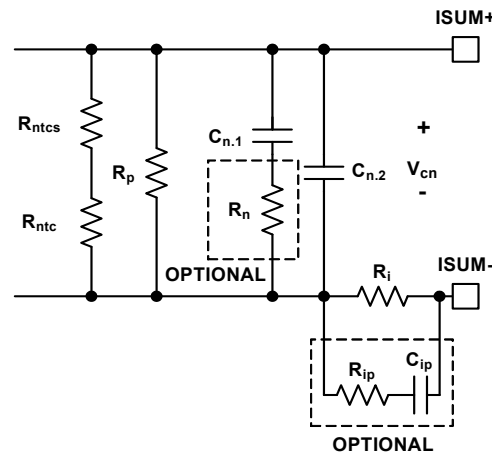 ISUM+
Rntcs
Rp
Cn.1
Cn.2
+
Vcn
-
Rntc
Rn
OPTIONAL
Ri
ISUM-
Rip
Cip
OPTIONAL